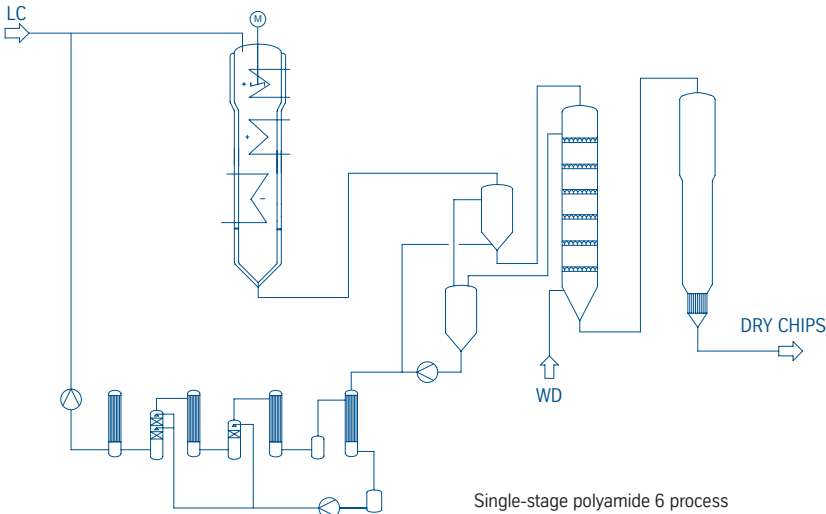 LC
M
+
+
−
DRY CHIPS
WD
Single-stage polyamide 6 process